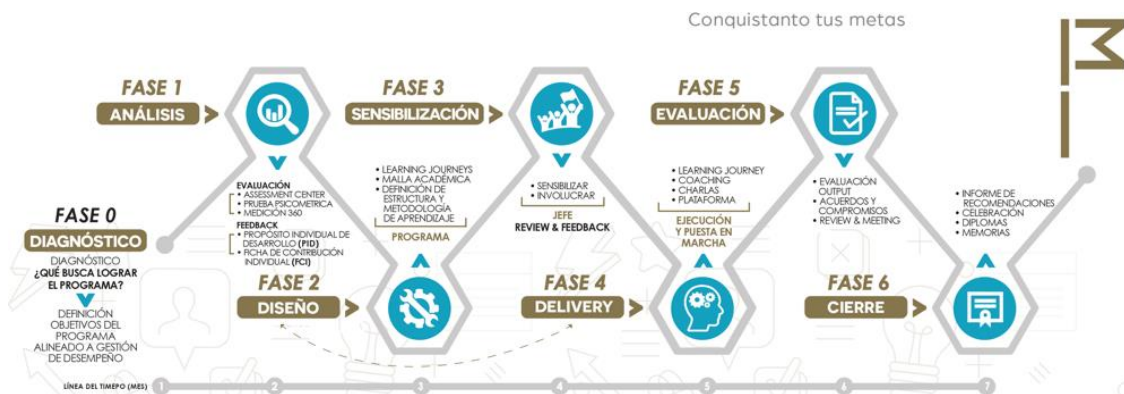 Conquistanto tus metas
FASE 0
DIAGNÓSTICO
DIAGNÓSTICO
¿QUÉ BUSCA LOGRAR
EL PROGRAMA?
DEFINICIÓN
OBJETIVOS DEL
PROGRAMA
ALINEADO A GESTIÓN
DE DESEMPEÑO
FASE 1
ANÁLISIS
EVALUACIÓN
• ASSESSMENT CENTER
• PRUEBA PSICOMETRICA
• MEDICIÓN 360
FEEDBACK
• PROPÓSITO INDIVIDUAL DE
DESARROLLO (PID)
• FICHA DE CONTRIBUCIÓN
INDIVIDUAL (FCI)
FASE 2
DISEÑO
• LEARNING JOURNEYS
• MALLA ACADÉMICA
• DEFINICIÓN DE
ESTRUCTURA Y
METODOLOGÍA
DE APRENDIZAJE
PROGRAMA
FASE 3
SENSIBILIZACIÓN
• SENSIBILIZAR
• INVOLUCRAR
JEFE
REVIEW & FEEDBACK
FASE 4
DELIVERY
• LEARNING JOURNEY
• COACHING
• CHARLAS
• PLATAFORMA
EJECUCIÓN
Y PUESTA EN
MARCHA
FASE 5
EVALUACIÓN
• EVALUACIÓN
OUTPUT
• ACUERDOS Y
COMPROMISOS
• REVIEW & MEETING
FASE 6
CIERRE
• INFORME DE
RECOMENDACIONES
• CELEBRACIÓN
• DIPLOMAS
• MEMORIAS
LÍNEA DEL TIMEPO (MES) 1 2 3 4 5 6 7